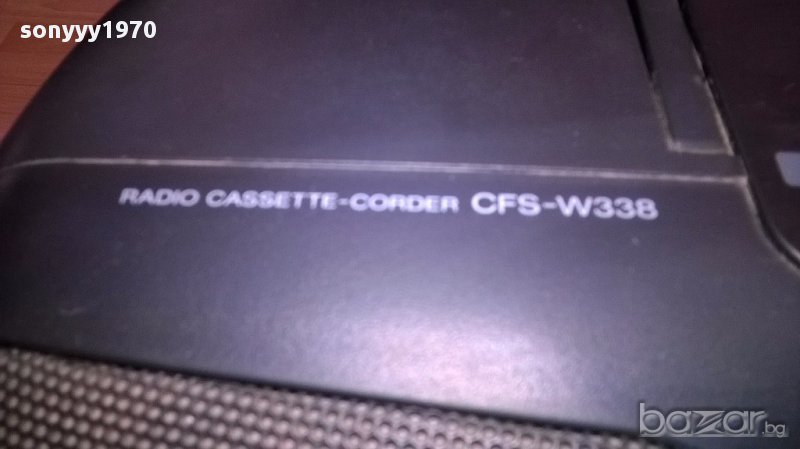 sonyyy1970
RADIO CASSETTE-CORDER CFS-W338
bazar.bg